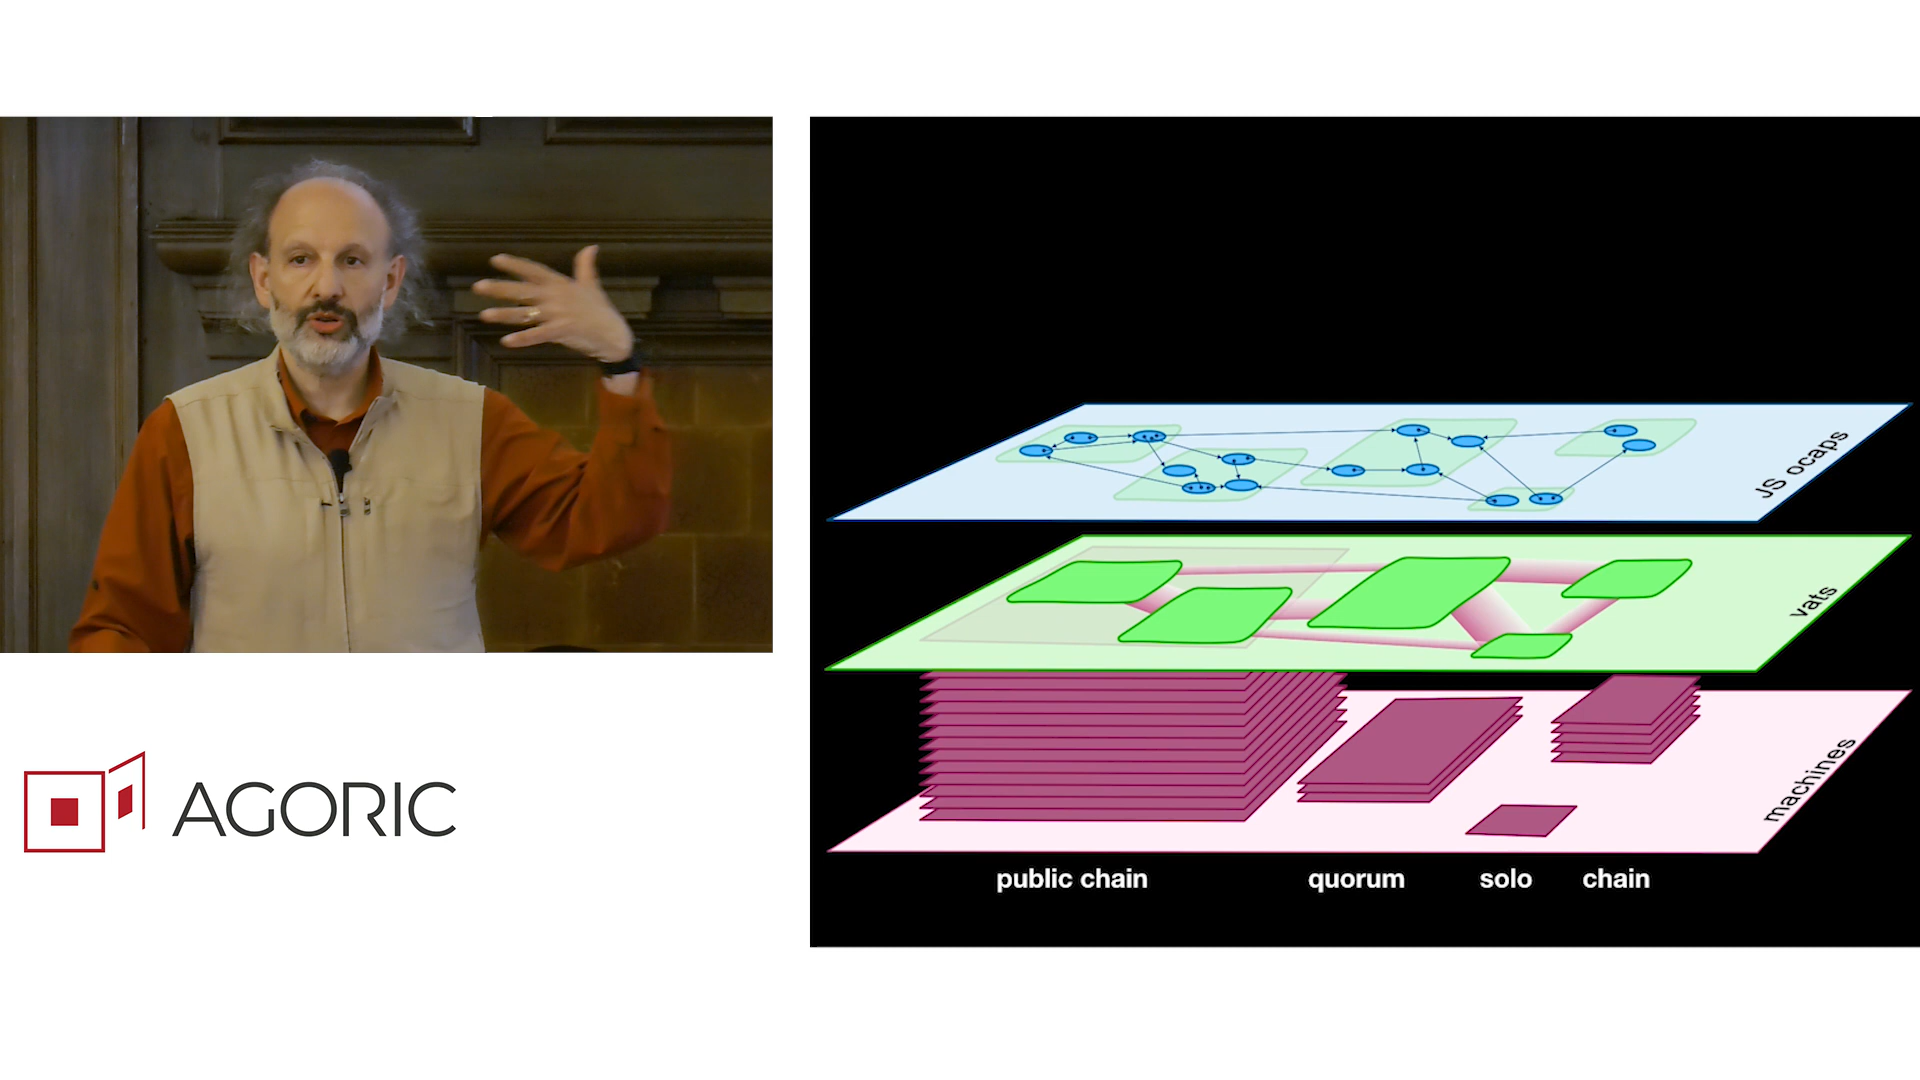 AGORIC
JS ocaps
vats
machines
public chain
quorum
solo
chain